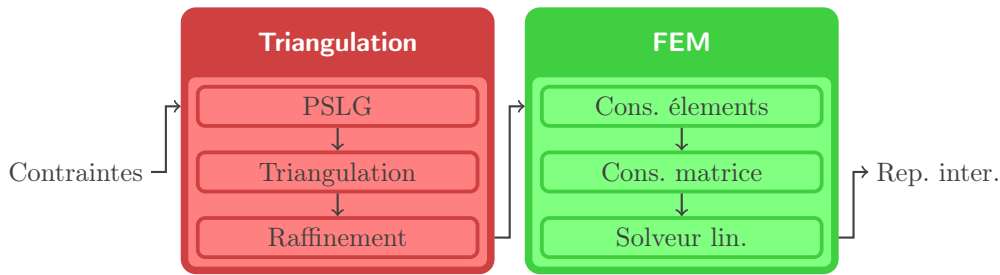 Triangulation
FEM
Contraintes
PSLG
Triangulation
Raffinement
Cons. élements
Cons. matrice
Solveur lin.
Rep. inter.